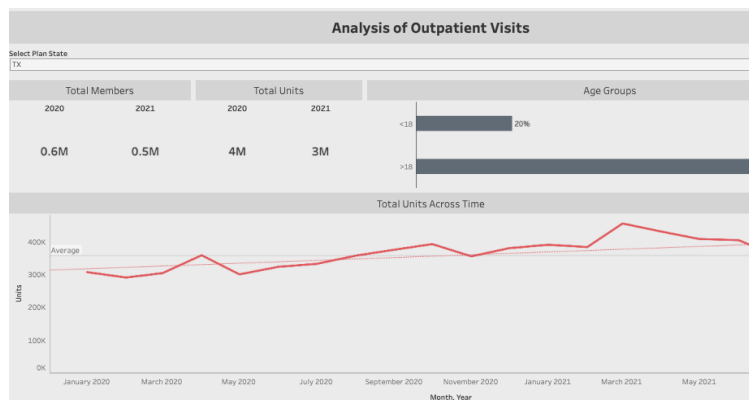 Analysis of Outpatient Visits
Select Plan State
TX
Total Members
Total Units
Age Groups
2020 2021 2020 2021
<18 20%
0.6M 0.5M 4M 3M
>18
Total Units Across Time
400K
Average
300K
Units
200K
100K
0K
January 2020 March 2020 May 2020 July 2020 September 2020 November 2020 January 2021 March 2021 May 2021
Month, Year